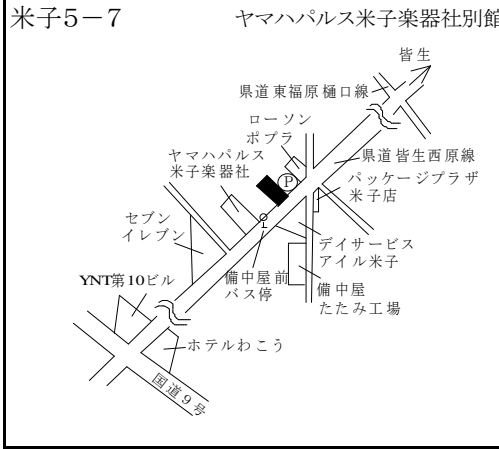 米子5－7
ヤマハパルス米子楽器社別館
皆生
県道東福原樋口線
ローソン
ポプラ
ヤマハパルス
米子楽器社
県道皆生西原線
P
パッケージプラザ
米子店
セブン
イレブン
デイサービス
アイル米子
備中屋前
バス停
YNT第10ビル
備中屋
たたみ工場
ホテルわこう
国道9号